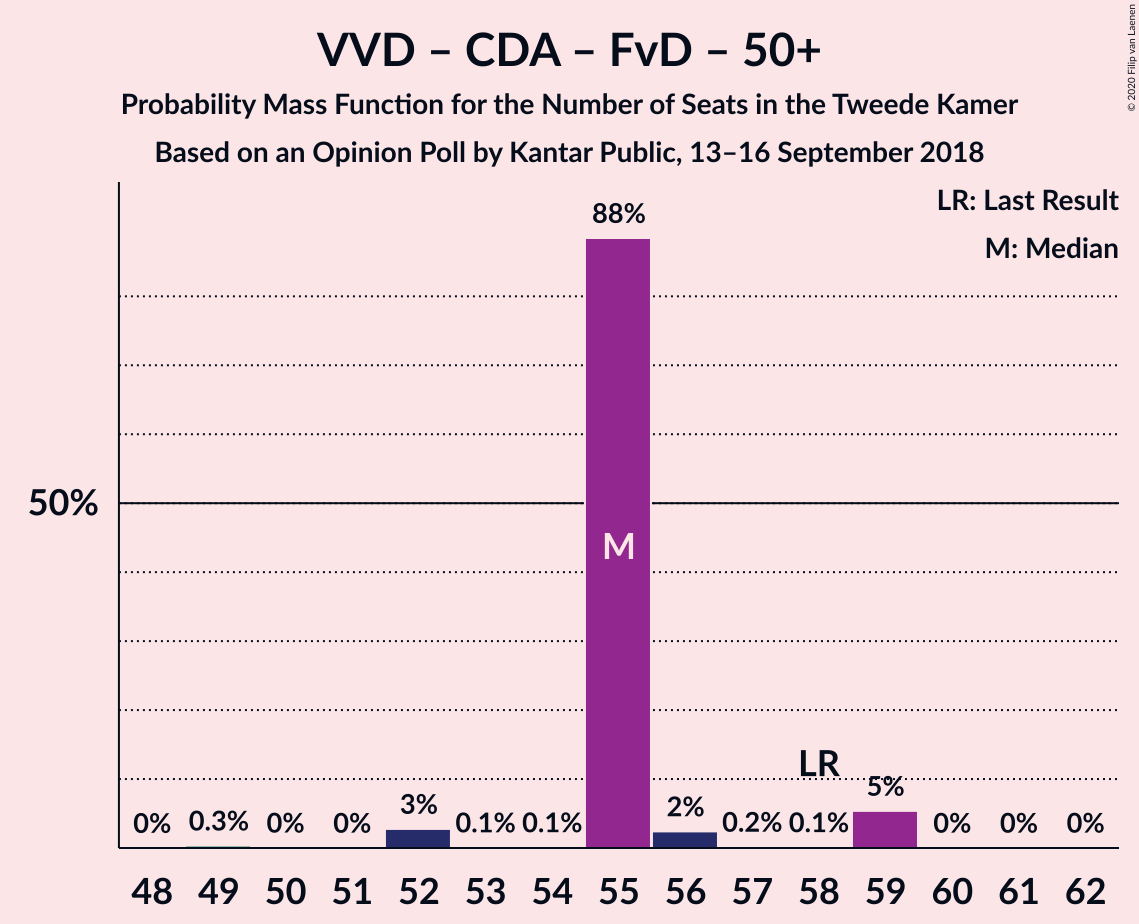 VVD – CDA – FvD – 50+
Probability Mass Function for the Number of Seats in the Tweede Kamer
Based on an Opinion Poll by Kantar Public, 13–16 September 2018
© 2020 Filip van Laenen
LR: Last Result
M: Median
88%
50%
M
LR
0% 0.3% 0% 0% 3% 0.1% 0.1% 2% 0.2% 0.1% 5% 0% 0% 0%
48 49 50 51 52 53 54 55 56 57 58 59 60 61 62